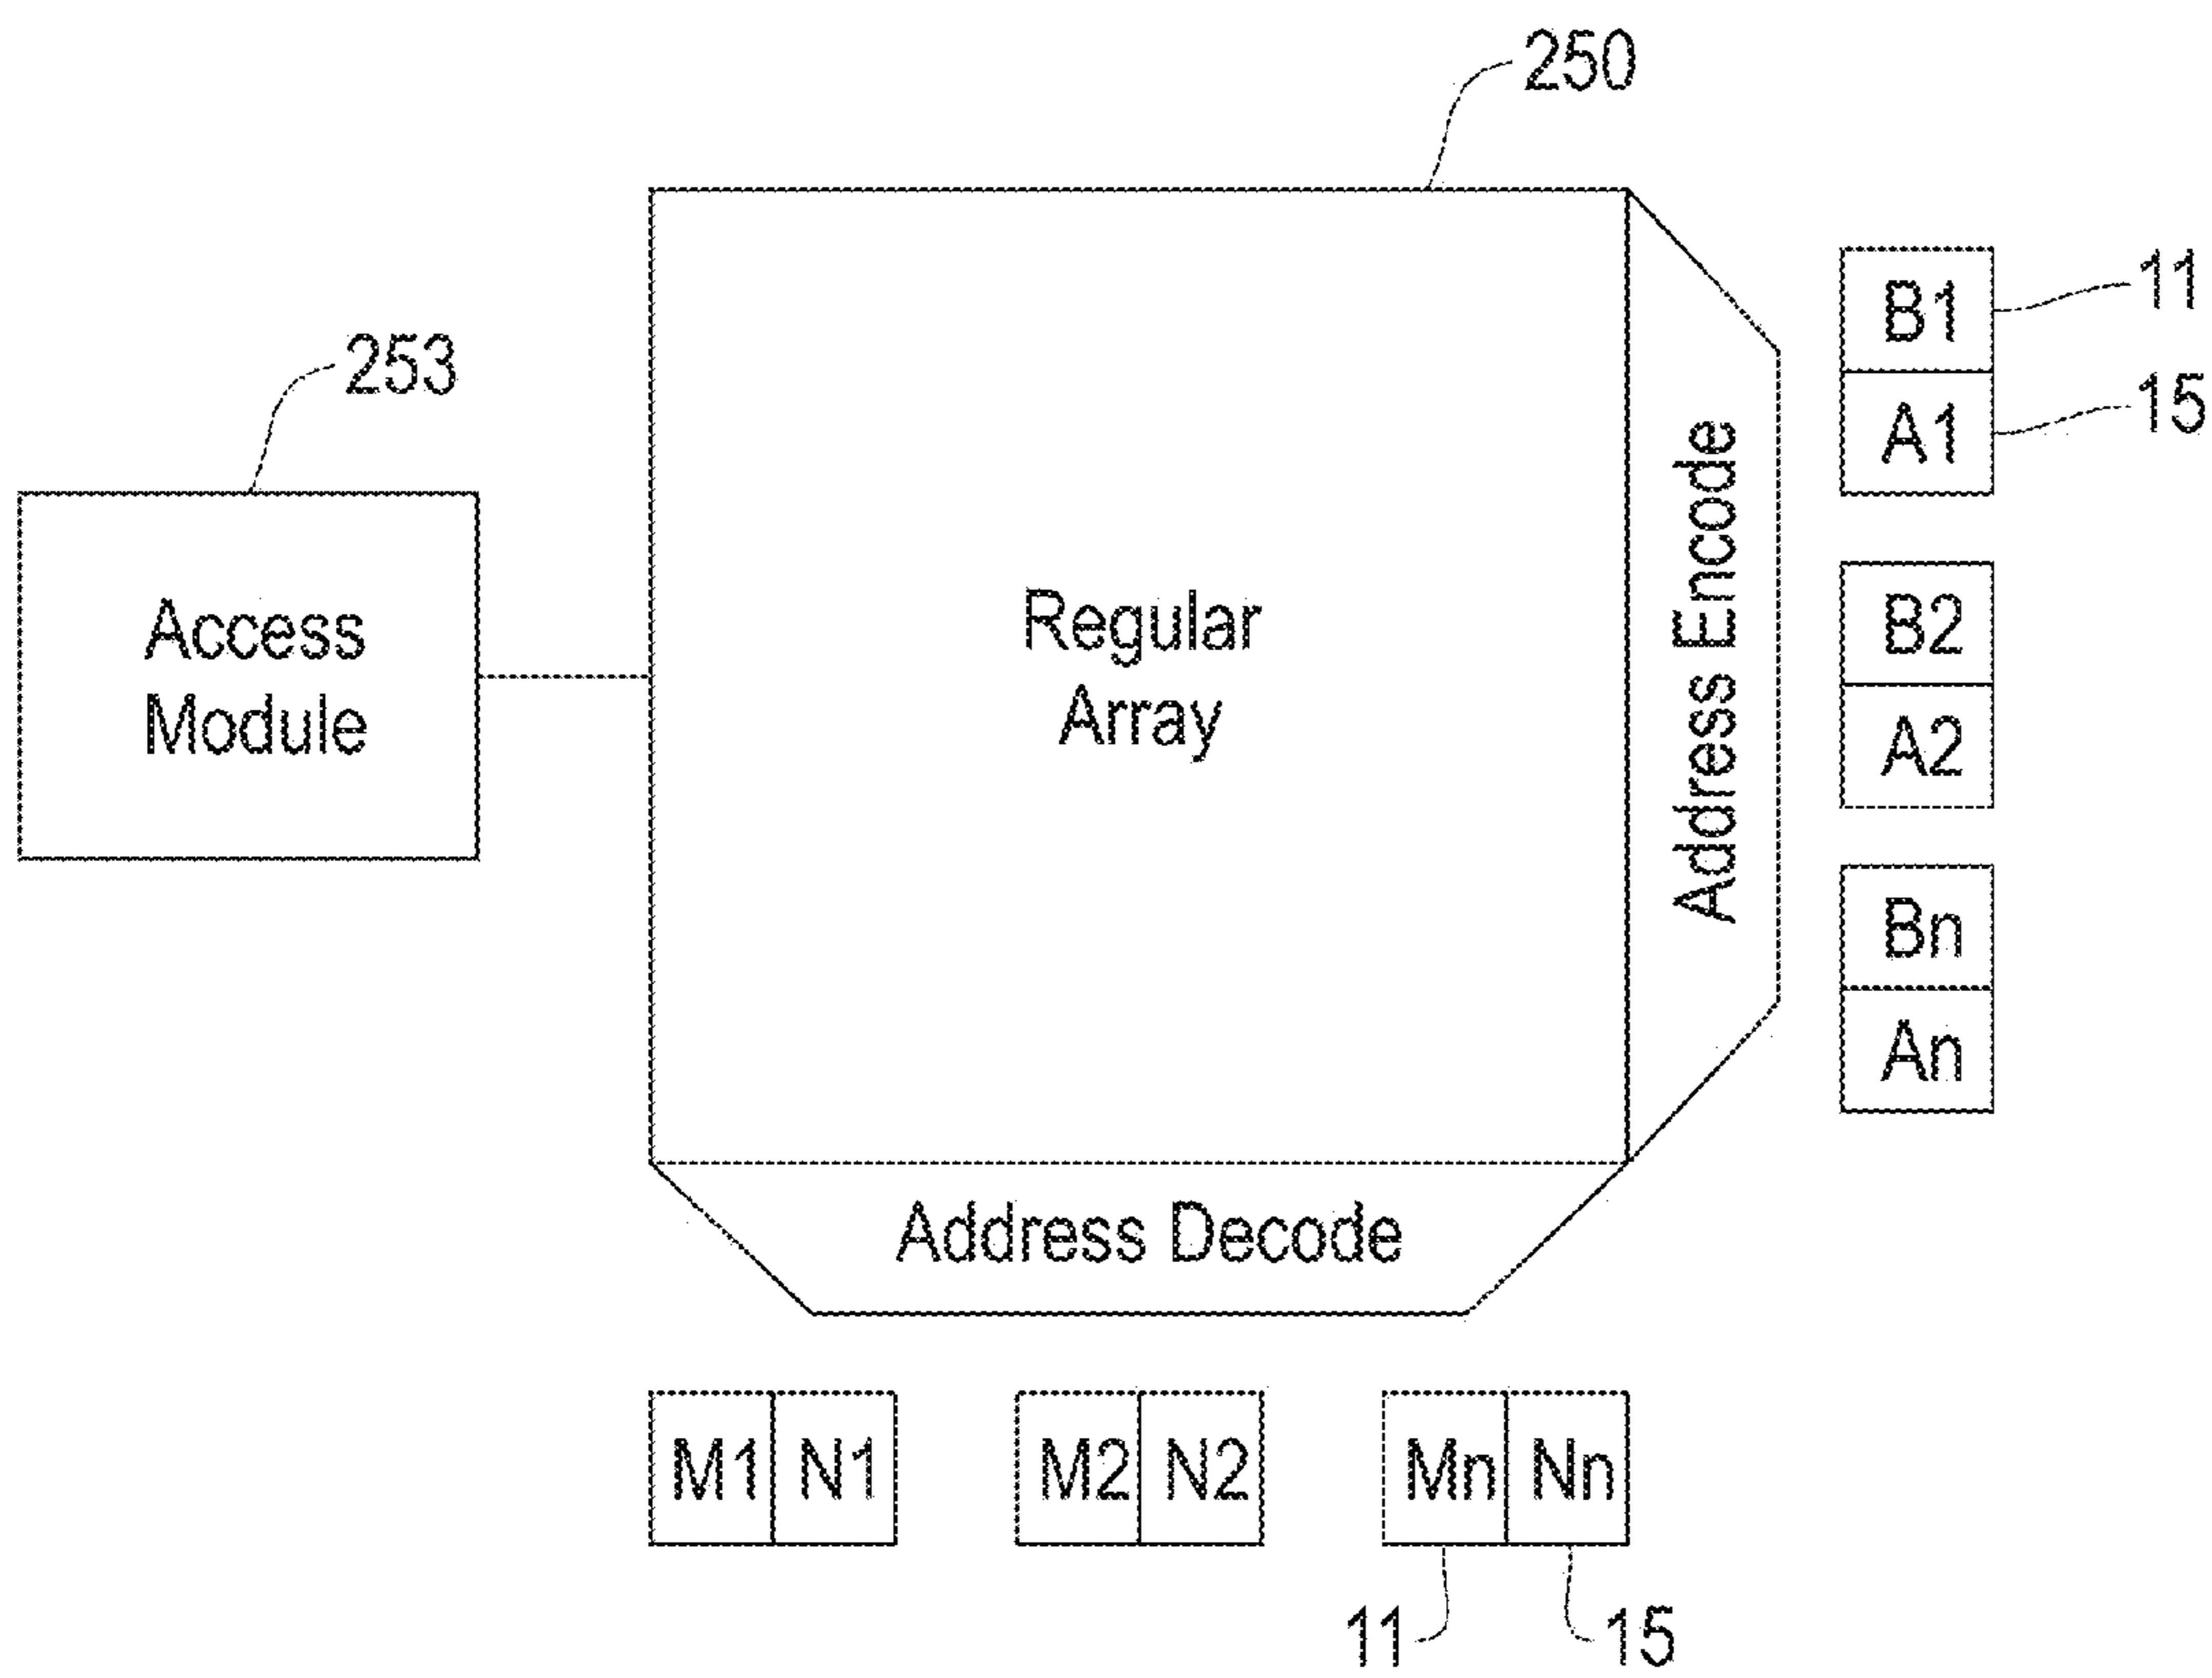 250
253
Access
Module
Regular
Array
Address Encode
B1
11
A1
15
B2
A2
Bn
An
Address Decode
M1 N1 M2 N2 Mn Nn
11 15